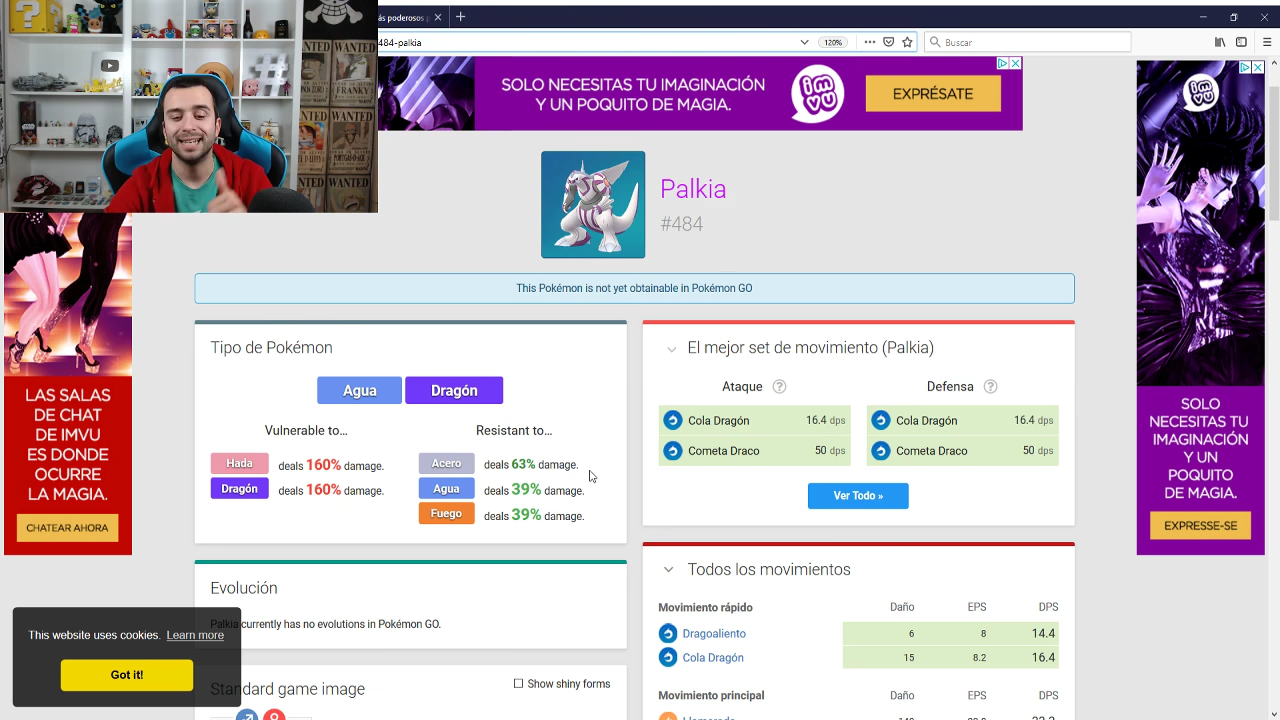 ás poderosos p
484-palkia
120%
Buscar
SOLO NECESITAS TU IMAGINACIÓN
Y UN POQUITO DE MAGIA.
imvu
EXPRÉSATE
WANTED
WANTED
FRANKY
WANTED
WANTED
Palkia
#484
This Pokémon is not yet obtainable in Pokémon GO
Tipo de Pokémon
Agua
Dragón
Vulnerable to...
Resistant to...
Hada
deals 160% damage.
Dragón
deals 160% damage.
Acero
deals 63% damage.
Agua
deals 39% damage.
Fuego
deals 39% damage.
El mejor set de movimiento (Palkia)
Ataque ?
Defensa ?
Cola Dragón 16.4 dps
Cometa Draco 50 dps
Cola Dragón 16.4 dps
Cometa Draco 50 dps
Ver Todo »
Evolución
Palkia currently has no evolutions in Pokémon GO.
Standard game image
Show shiny forms
Todos los movimientos
Movimiento rápido Daño EPS DPS
Dragoaliento 6 8 14.4
Cola Dragón 15 8.2 16.4
Movimiento principal Daño EPS DPS
LAS SALAS
DE CHAT
DE IMVU
ES DONDE
OCURRE
LA MAGIA.
CHATEAR AHORA
imvu
SOLO
NECESITAS TU
IMAGINACIÓN
Y UN
POQUITO DE
MAGIA.
EXPRESSE-SE
This website uses cookies. Learn more
Got it!